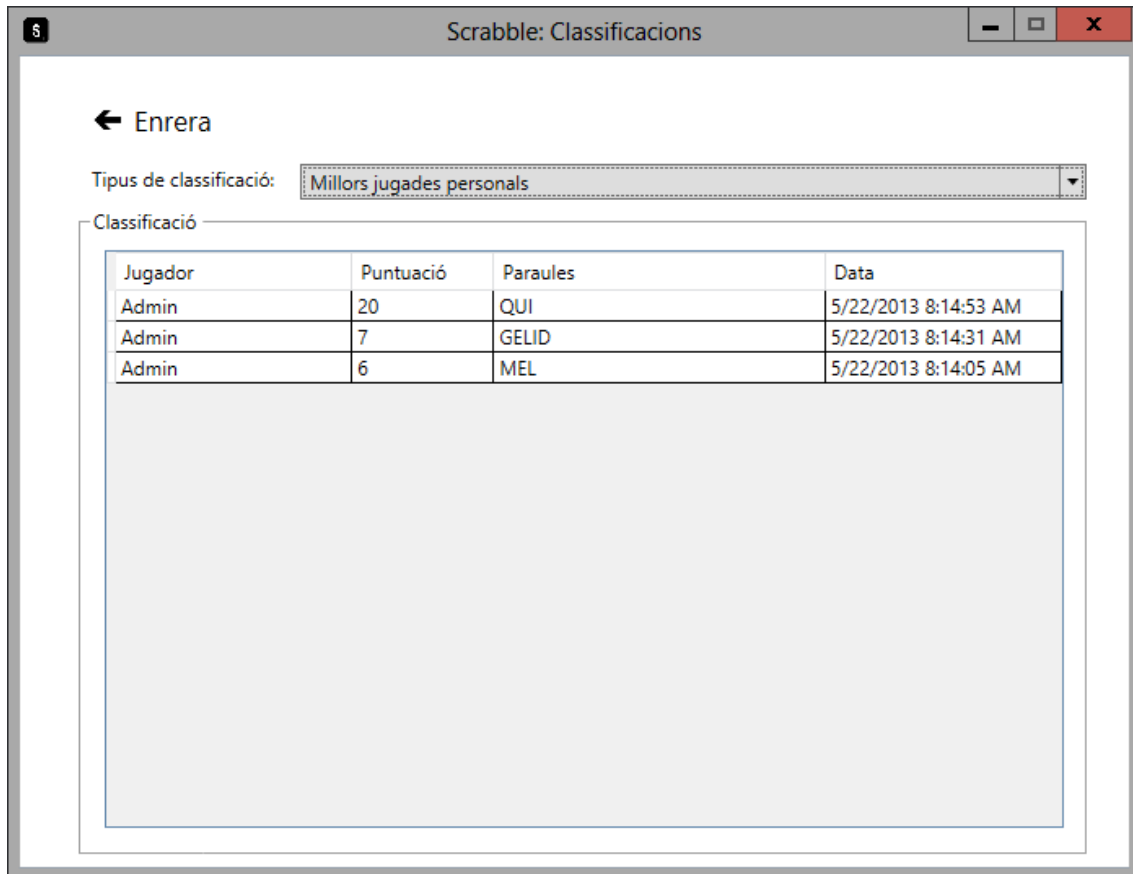 Scrabble: Classificacions
Enrera
Tipus de classificació: Millors jugades personals
Classificació
Jugador Puntuació Paraules Data
Admin 20 QUI 5/22/2013 8:14:53 AM
Admin 7 GELID 5/22/2013 8:14:31 AM
Admin 6 MEL 5/22/2013 8:14:05 AM